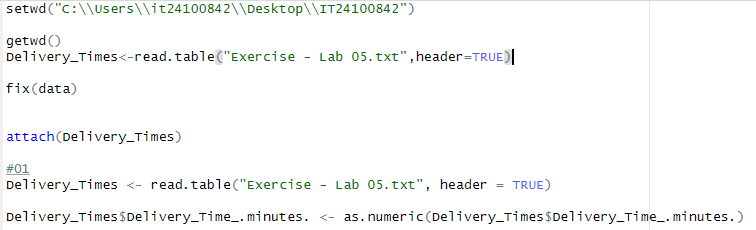 setwd("C:\\Users\\it24100842\\Desktop\\IT24100842")
getwd()
Delivery_Times<-read.table("Exercise - Lab 05.txt",header=TRUE)
fix(data)
attach(Delivery_Times)
#01
Delivery_Times <- read.table("Exercise - Lab 05.txt", header = TRUE)
Delivery_Times$Delivery_Time_.minutes. <- as.numeric(Delivery_Times$Delivery_Time_.minutes.)